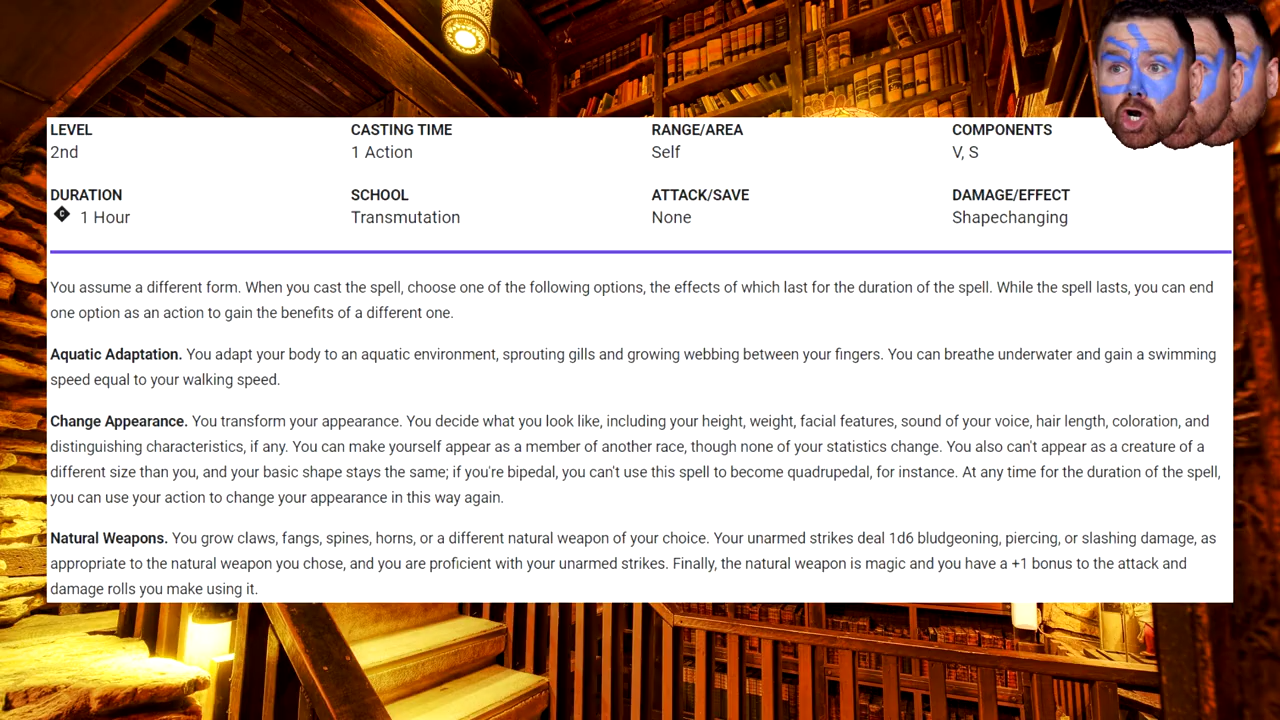 LEVEL CASTING TIME RANGE/AREA COMPONENTS
2nd 1 Action Self V, S
DURATION SCHOOL ATTACK/SAVE DAMAGE/EFFECT
C 1 Hour Transmutation None Shapechanging
You assume a different form. When you cast the spell, choose one of the following options, the effects of which last for the duration of the spell. While the spell lasts, you can end
one option as an action to gain the benefits of a different one.
Aquatic Adaptation. You adapt your body to an aquatic environment, sprouting gills and growing webbing between your fingers. You can breathe underwater and gain a swimming
speed equal to your walking speed.
Change Appearance. You transform your appearance. You decide what you look like, including your height, weight, facial features, sound of your voice, hair length, coloration, and
distinguishing characteristics, if any. You can make yourself appear as a member of another race, though none of your statistics change. You also can't appear as a creature of a
different size than you, and your basic shape stays the same; if you're bipedal, you can't use this spell to become quadrupedal, for instance. At any time for the duration of the spell,
you can use your action to change your appearance in this way again.
Natural Weapons. You grow claws, fangs, spines, horns, or a different natural weapon of your choice. Your unarmed strikes deal 1d6 bludgeoning, piercing, or slashing damage, as
appropriate to the natural weapon you chose, and you are proficient with your unarmed strikes. Finally, the natural weapon is magic and you have a +1 bonus to the attack and
damage rolls you make using it.